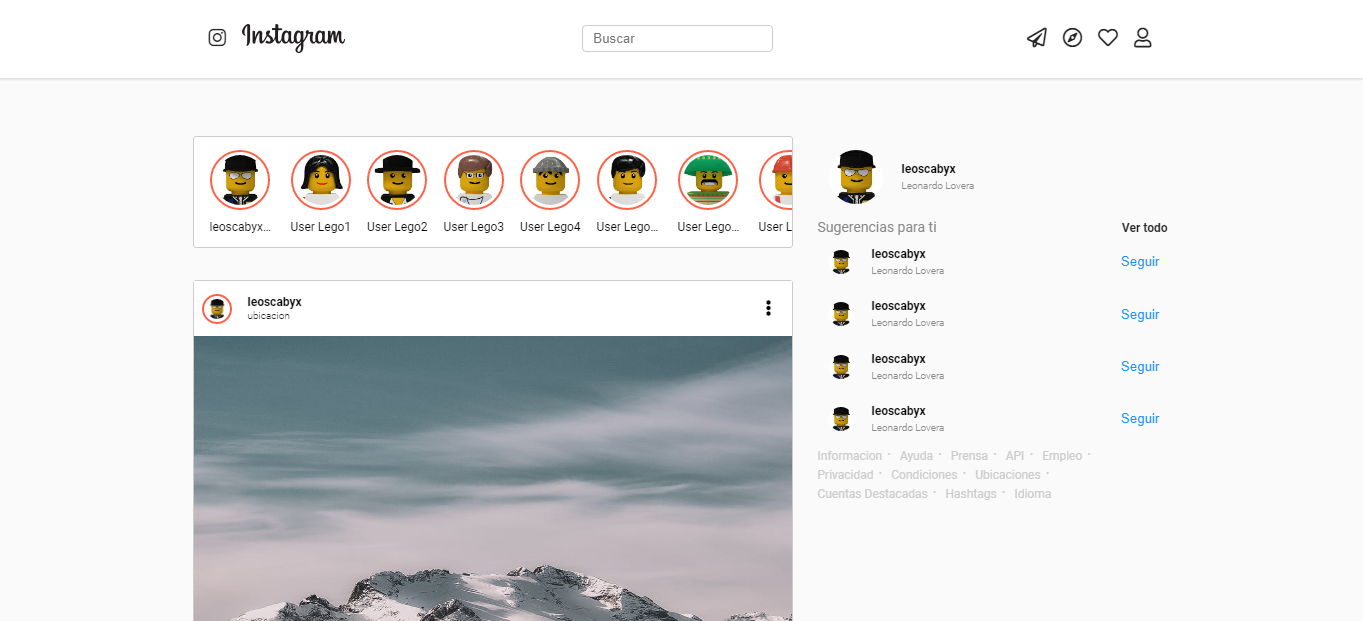 Instagram
Buscar
leoscabyx...
User Lego1
User Lego2
User Lego3
User Lego4
User Lego...
User Lego...
User L
leoscabyx
ubicacion
leoscabyx
Leonardo Lovera
Sugerencias para ti
Ver todo
leoscabyx
Leonardo Lovera
Seguir
leoscabyx
Leonardo Lovera
Seguir
leoscabyx
Leonardo Lovera
Seguir
leoscabyx
Leonardo Lovera
Seguir
Informacion · Ayuda · Prensa · API · Empleo ·
Privacidad · Condiciones · Ubicaciones ·
Cuentas Destacadas · Hashtags · Idioma